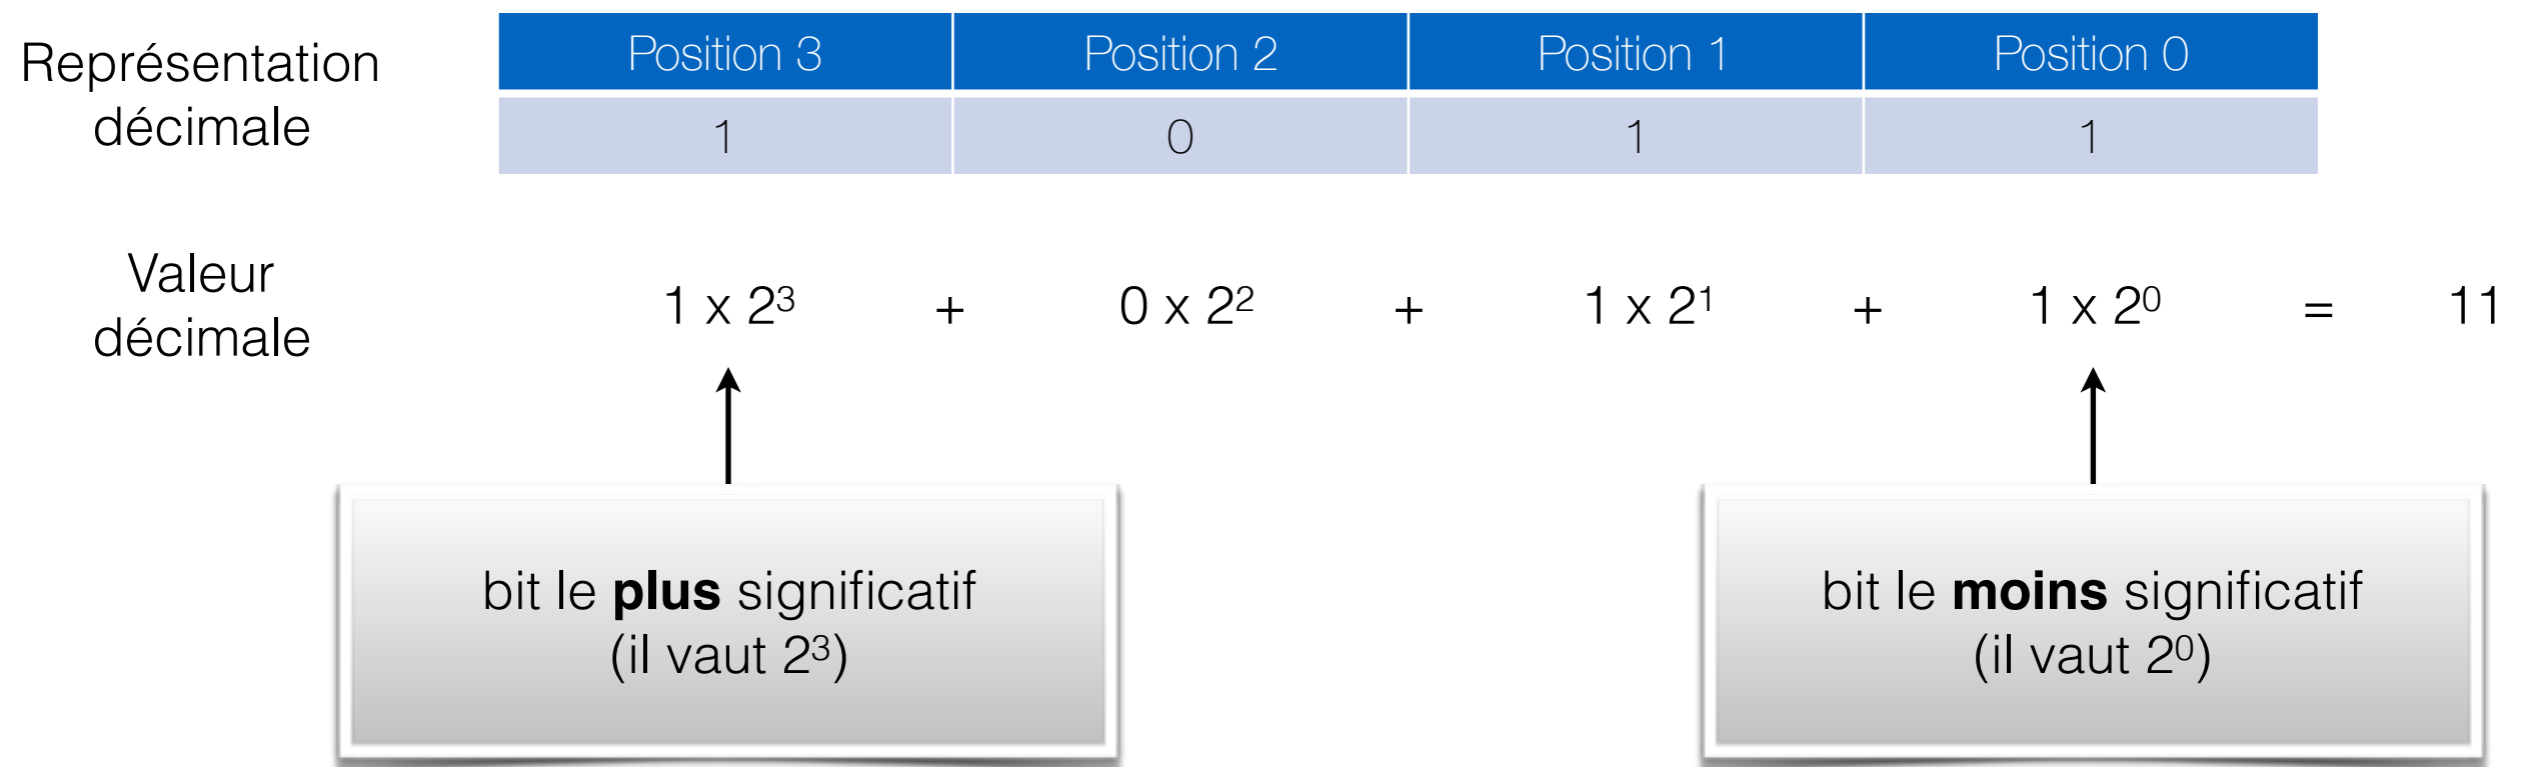 Représentation
décimale
Position 3 Position 2 Position 1 Position 0
1 0 1 1
Valeur
décimale
1 x 2³ + 0 x 2² + 1 x 2¹ + 1 x 2⁰ = 11
bit le plus significatif
(il vaut 2³)
bit le moins significatif
(il vaut 2⁰)